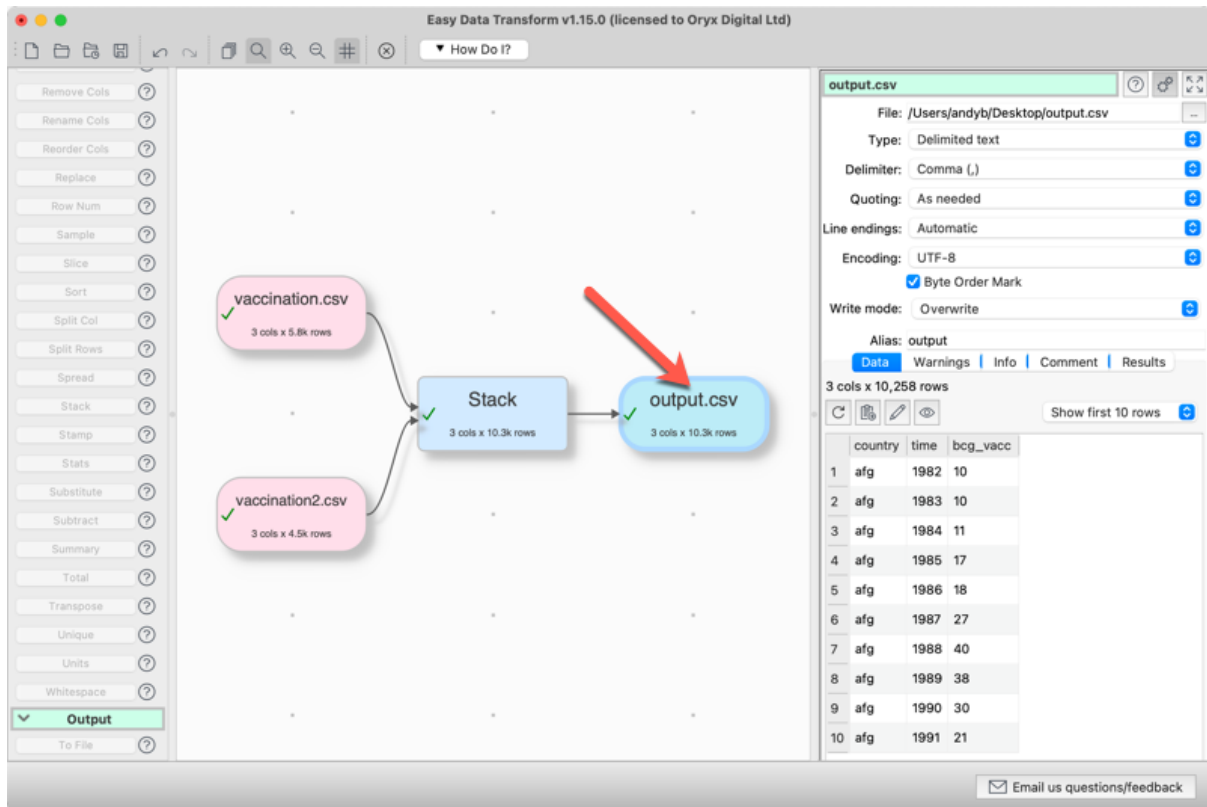 Easy Data Transform v1.15.0 (licensed to Oryx Digital Ltd)
▼ How Do I?
Remove Cols
Rename Cols
Reorder Cols
Replace
Row Num
Sample
Slice
Sort
Split Col
Split Rows
Spread
Stack
Stamp
Stats
Substitute
Subtract
Summary
Total
Transpose
Unique
Units
Whitespace
Output
To File
vaccination.csv
3 cols x 5.8k rows
vaccination2.csv
3 cols x 4.5k rows
Stack
3 cols x 10.3k rows
output.csv
3 cols x 10.3k rows
output.csv
File: /Users/andyb/Desktop/output.csv ...
Type: Delimited text
Delimiter: Comma (,)
Quoting: As needed
Line endings: Automatic
Encoding: UTF-8
Byte Order Mark
Write mode: Overwrite
Alias: output
Data Warnings Info Comment Results
3 cols x 10,258 rows
Show first 10 rows
country time bcg_vacc
1 afg 1982 10
2 afg 1983 10
3 afg 1984 11
4 afg 1985 17
5 afg 1986 18
6 afg 1987 27
7 afg 1988 40
8 afg 1989 38
9 afg 1990 30
10 afg 1991 21
Email us questions/feedback